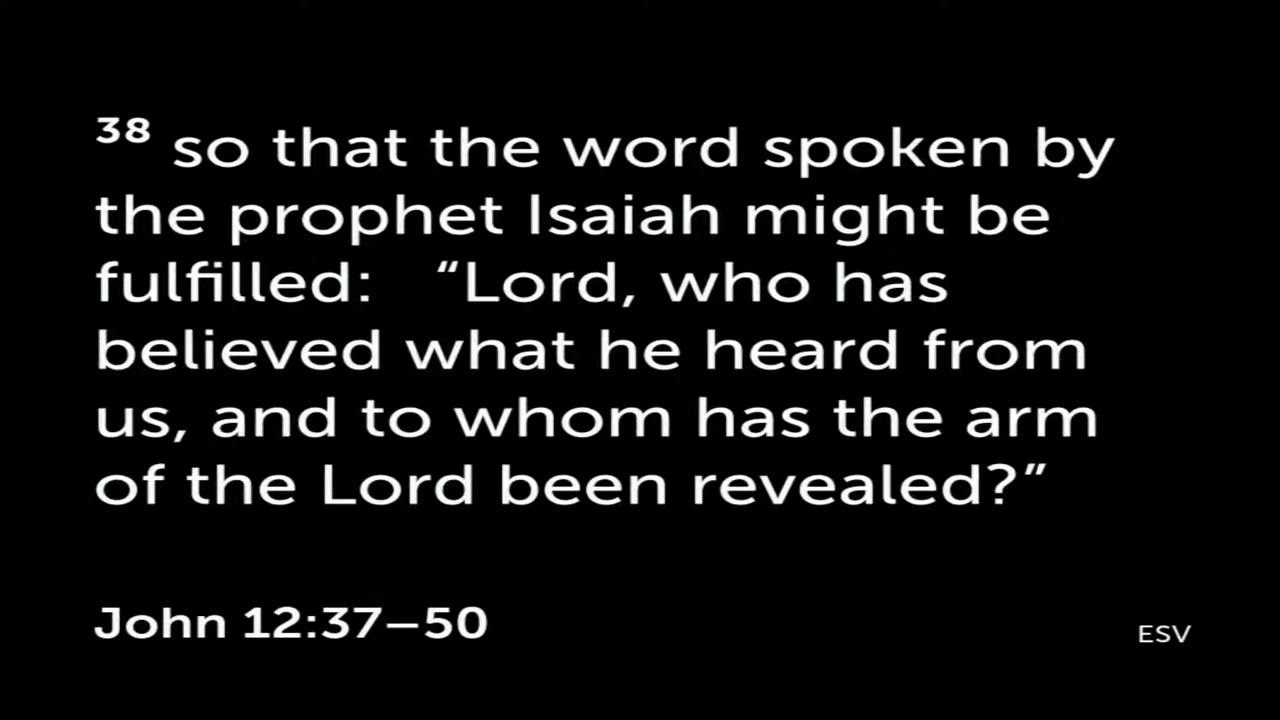 38 so that the word spoken by
the prophet Isaiah might be
fulfilled: “Lord, who has
believed what he heard from
us, and to whom has the arm
of the Lord been revealed?”
John 12:37–50
ESV